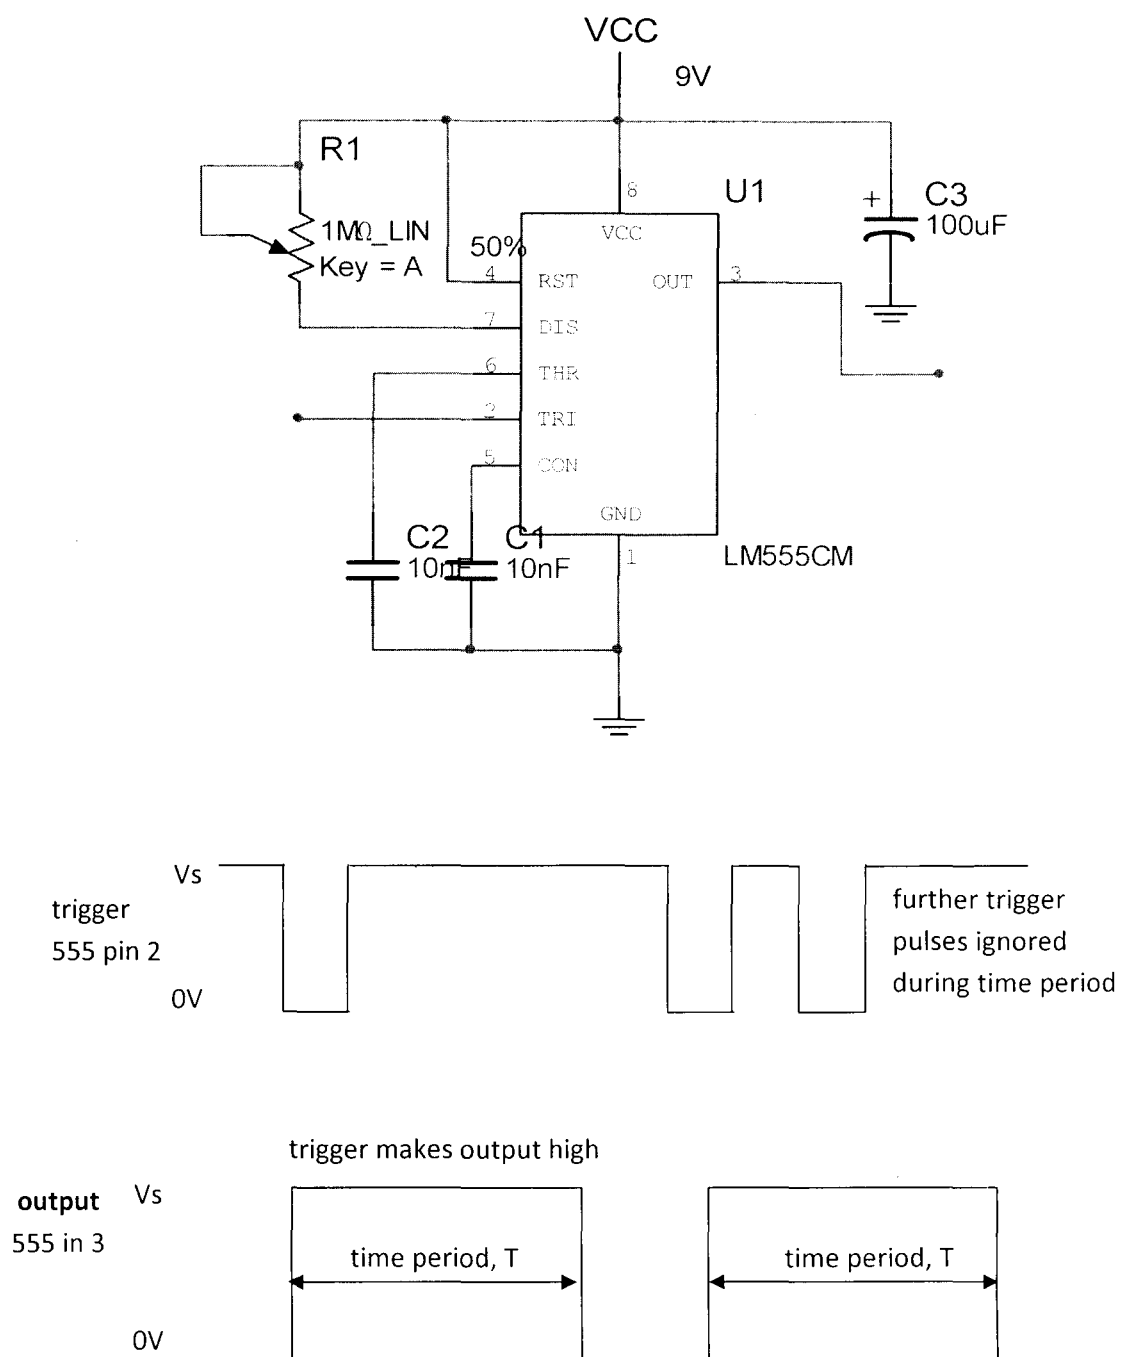 VCC
9V
R1
8
U1
+
C3
100uF
1MΩ_LIN
Key = A
50%
VCC
4
RST
OUT
3
7
DIS
6
THR
2
TRI
5
CON
GND
C2
10nF
C1
10nF
1
LM555CM
Vs
trigger
555 pin 2
0V
further trigger
pulses ignored
during time period
trigger makes output high
output
555 in 3
Vs
time period, T
time period, T
0V